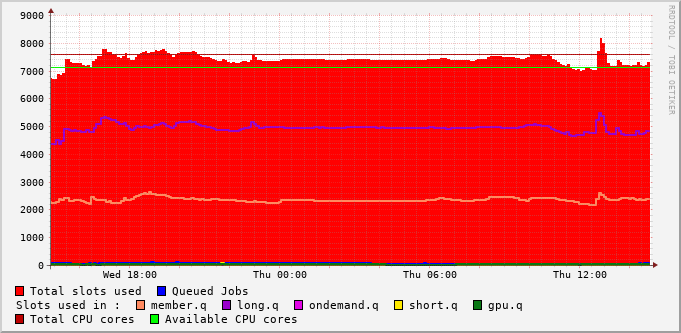 9000
8000
7000
6000
5000
4000
3000
2000
1000
0
Wed 18:00 Thu 00:00 Thu 06:00 Thu 12:00
RRDTOOL / TOBI OETIKER
Total slots used Queued Jobs
Slots used in : member.q long.q ondemand.q short.q gpu.q
Total CPU cores Available CPU cores